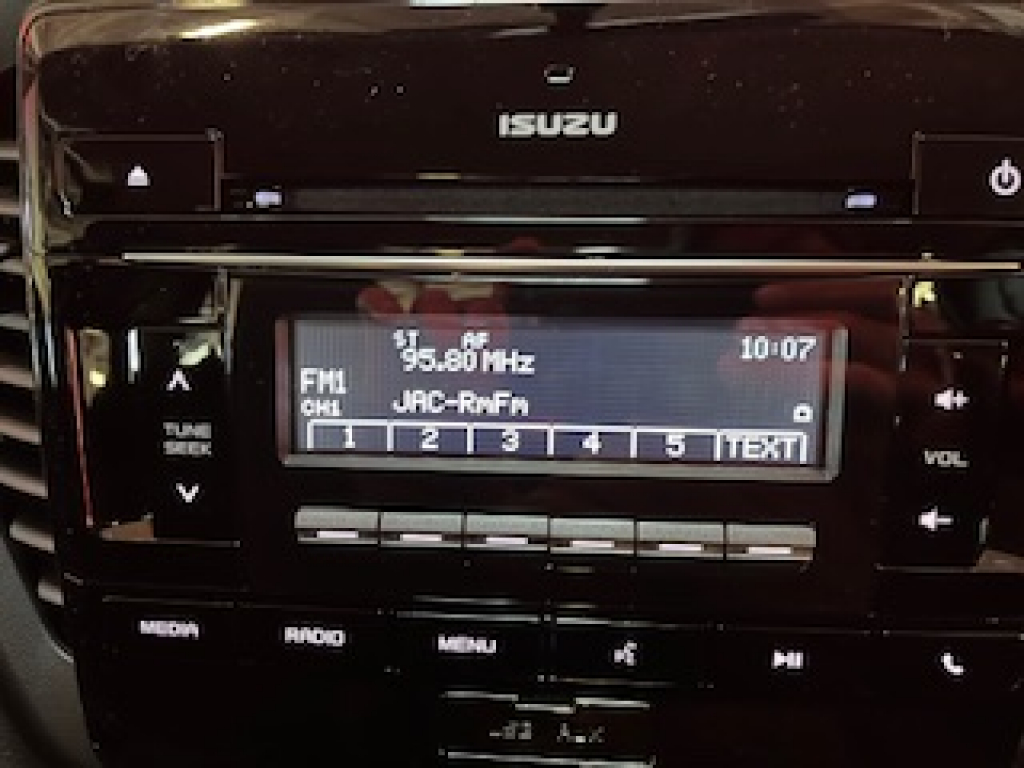 ISUZU
ST AF
95.80 MHz
10:07
FM1
CH1
JAC-RmFm
1 2 3 4 5 TEXT
TUNE
SEEK
VOL
MEDIA RADIO MENU